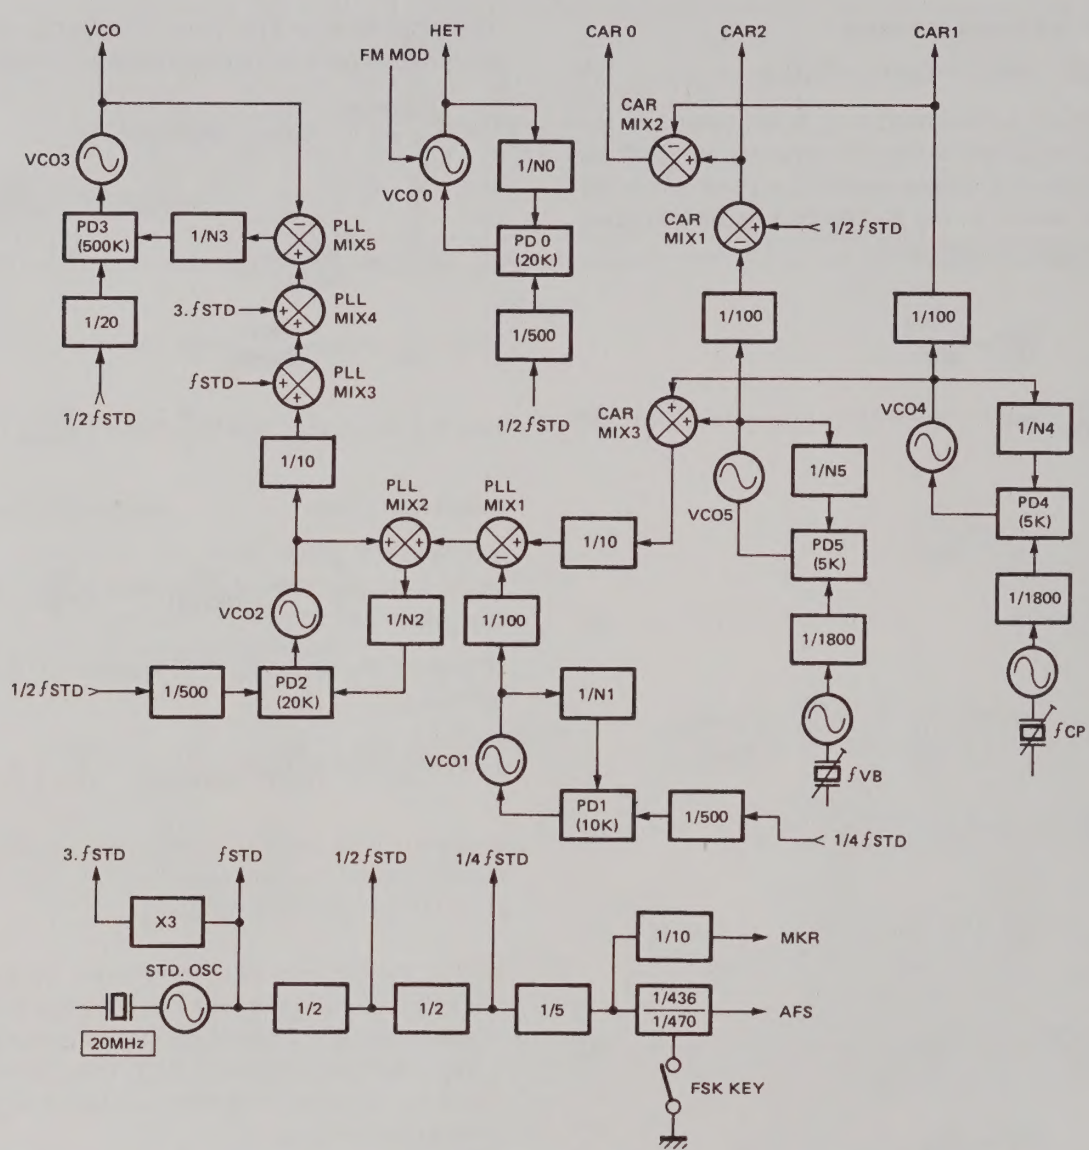 VCO
HET
FM MOD
CAR 0
CAR2
CAR1
CAR
MIX2
VCO3
VCO 0
1/N0
PD3
(500K)
1/N3
PLL
MIX5
PD 0
(20K)
CAR
MIX1
1/2 fSTD
1/20
3.fSTD
PLL
MIX4
1/500
1/100
1/100
1/2 fSTD
fSTD
PLL
MIX3
1/2 fSTD
CAR
MIX3
VCO4
1/N4
1/10
1/N5
PLL
MIX2
PLL
MIX1
VCO5
PD4
(5K)
1/10
PD5
(5K)
VCO2
1/N2
1/100
1/1800
1/1800
1/2 fSTD
1/500
PD2
(20K)
1/N1
fCP
VCO1
fVB
PD1
(10K)
1/500
1/4 fSTD
3.fSTD
fSTD
1/2 fSTD
1/4 fSTD
X3
1/10
MKR
STD. OSC
1/2
1/2
1/5
1/436
1/470
AFS
20MHz
FSK KEY